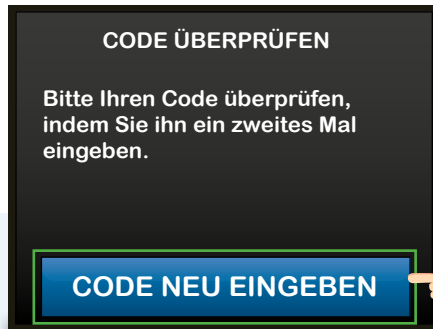 CODE ÜBERPRÜFEN
Bitte Ihren Code überprüfen,
indem Sie ihn ein zweites Mal
eingeben.
CODE NEU EINGEBEN